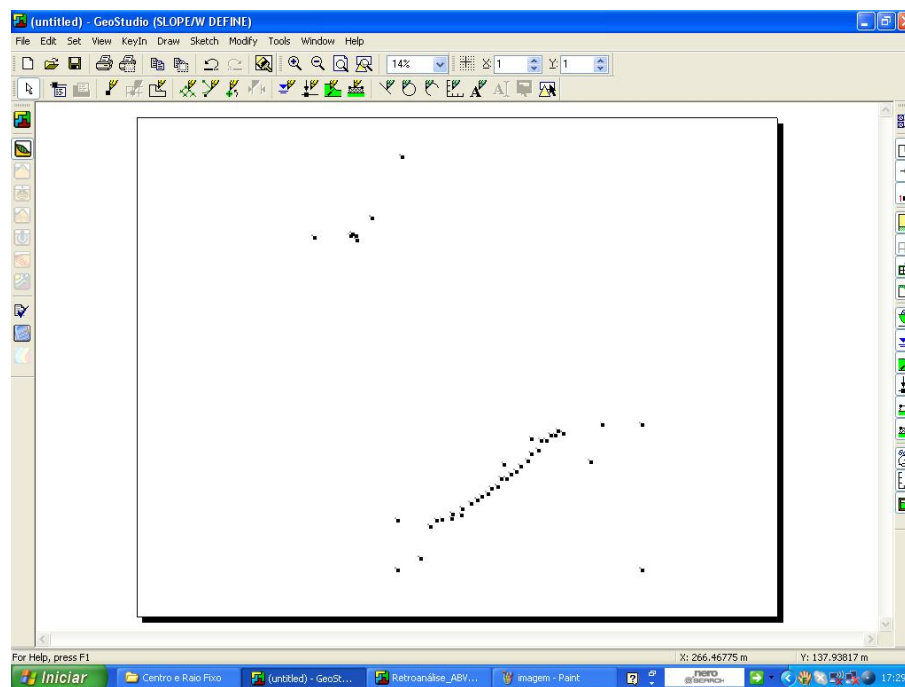 (untitled) - GeoStudio (SLOPE/W DEFINE)
File Edit Set View KeyIn Draw Sketch Modify Tools Window Help
14% X: 1 Y: 1
For Help, press F1 X: 266.46775 m Y: 137.93817 m
Iniciar Centro e Raio Fixo (untitled) - GeoSt... Retroanálise_ABV... imagem - Paint nero SEARCH 17:29